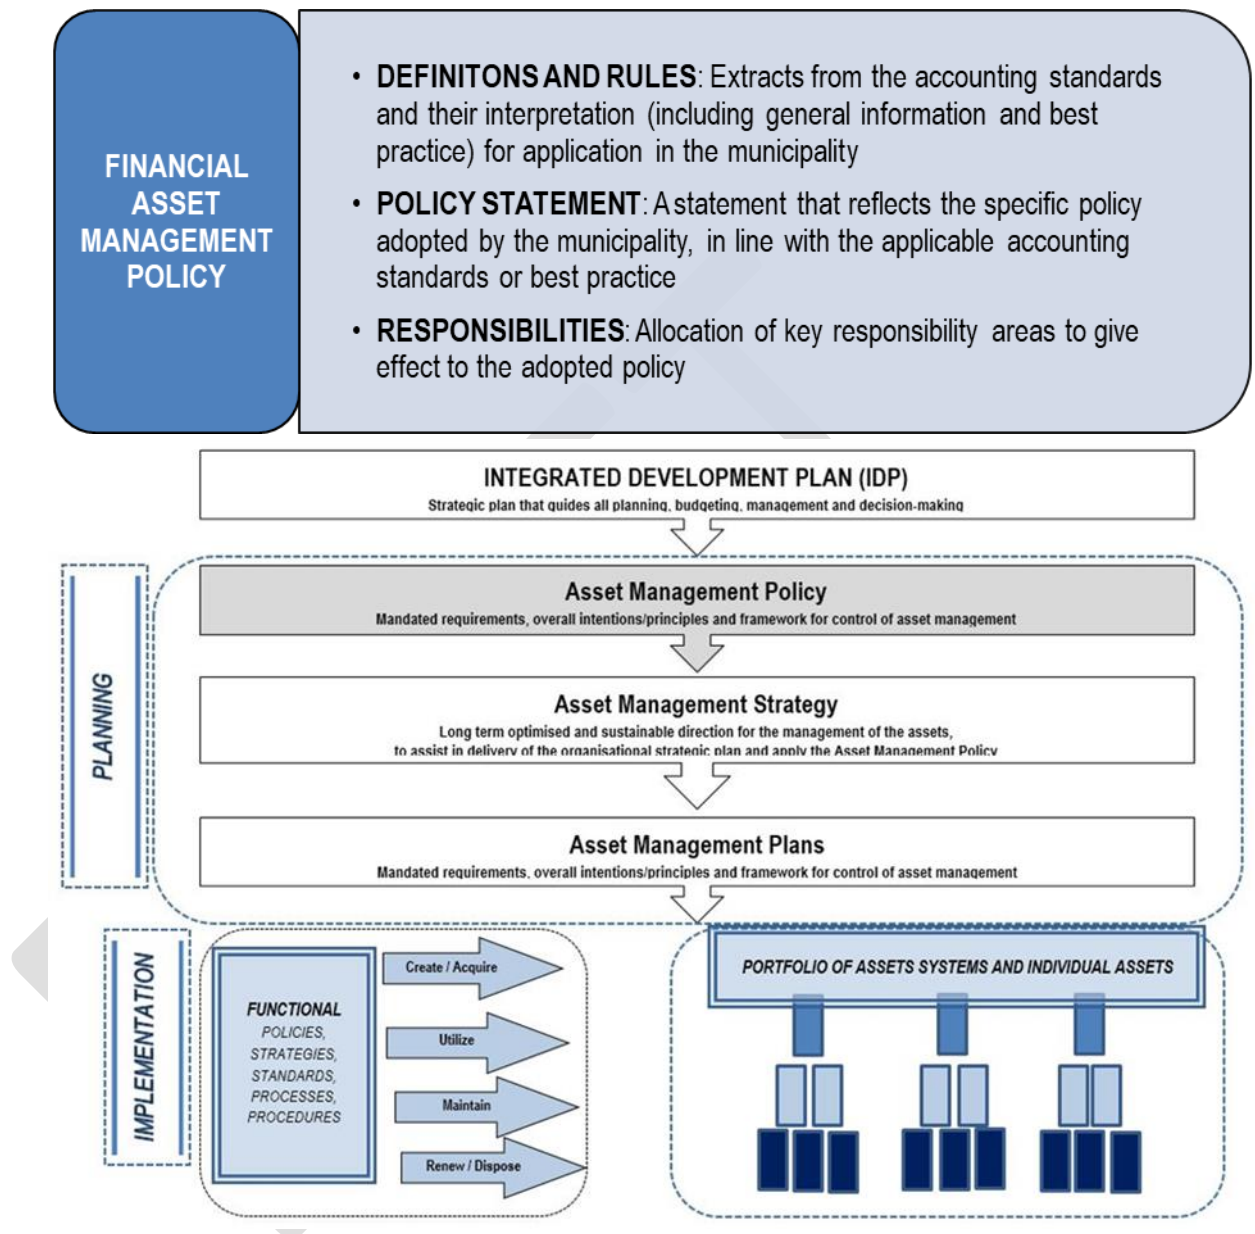 FINANCIAL
ASSET
MANAGEMENT
POLICY
• DEFINITONS AND RULES: Extracts from the accounting standards
and their interpretation (including general information and best
practice) for application in the municipality
• POLICY STATEMENT: A statement that reflects the specific policy
adopted by the municipality, in line with the applicable accounting
standards or best practice
• RESPONSIBILITIES: Allocation of key responsibility areas to give
effect to the adopted policy
INTEGRATED DEVELOPMENT PLAN (IDP)
Strategic plan that guides all planning, budgeting, management and decision-making
PLANNING
Asset Management Policy
Mandated requirements, overall intentions/principles and framework for control of asset management
Asset Management Strategy
Long term optimised and sustainable direction for the management of the assets,
to assist in delivery of the organisational strategic plan and apply the Asset Management Policy
Asset Management Plans
Mandated requirements, overall intentions/principles and framework for control of asset management
IMPLEMENTATION
FUNCTIONAL
POLICIES,
STRATEGIES,
STANDARDS,
PROCESSES,
PROCEDURES
Create / Acquire
Utilize
Maintain
Renew / Dispose
PORTFOLIO OF ASSETS SYSTEMS AND INDIVIDUAL ASSETS